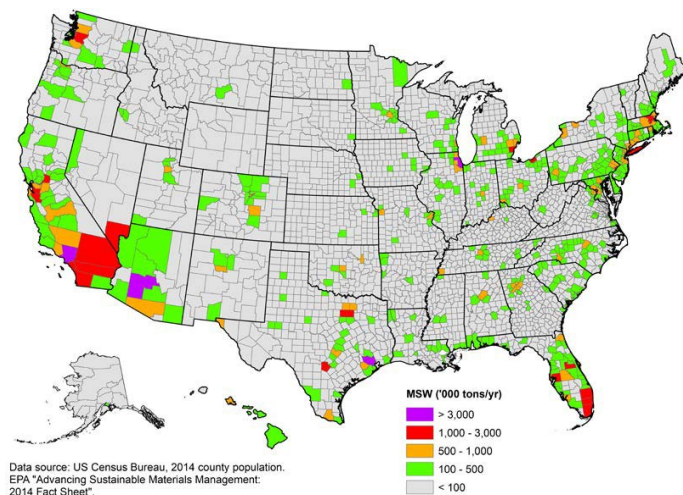 MSW ('000 tons/yr)
> 3,000
1,000 - 3,000
500 - 1,000
100 - 500
< 100
Data source: US Census Bureau, 2014 county population.
EPA "Advancing Sustainable Materials Management:
2014 Fact Sheet".